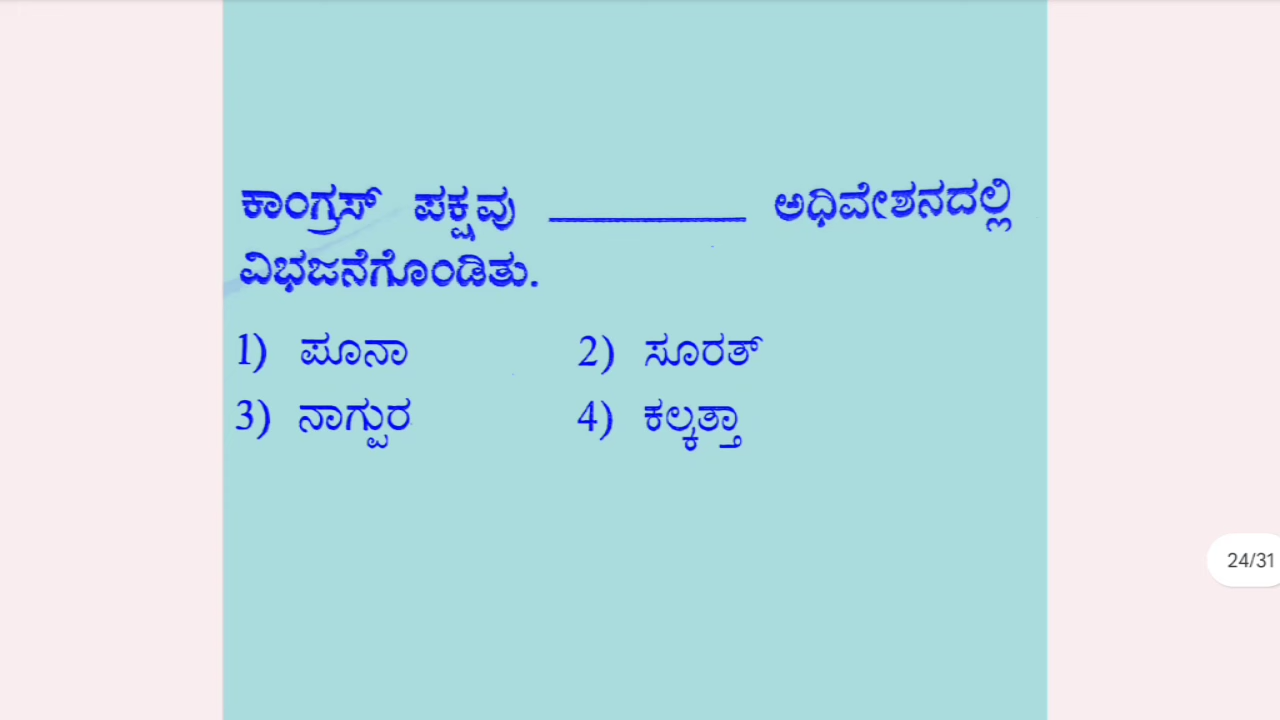 ಕಾಂಗ್ರಸ್ ಪಕ್ಷವು __________ ಅಧಿವೇಶನದಲ್ಲಿ
ವಿಭಜನೆಗೊಂಡಿತು.
1) ಪೂನಾ 2) ಸೂರತ್
3) ನಾಗ್ಪುರ 4) ಕಲ್ಕತ್ತಾ
24/31